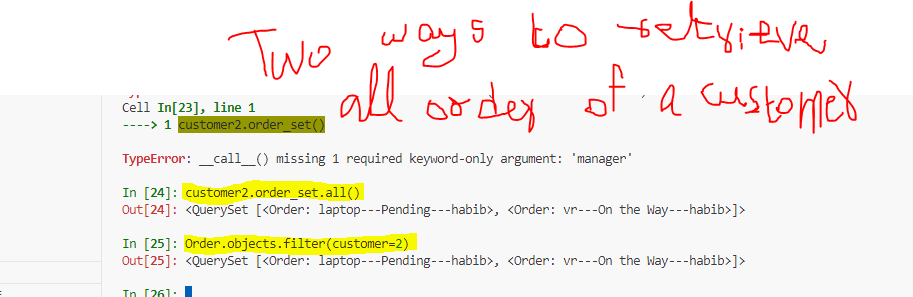 Two ways to retrieve
all order of a customer
Cell In[23], line 1
----> 1 customer2.order_set()
TypeError: __call__() missing 1 required keyword-only argument: 'manager'
In [24]: customer2.order_set.all()
Out[24]: <QuerySet [<Order: laptop---Pending---habib>, <Order: vr---On the Way---habib>]>
In [25]: Order.objects.filter(customer=2)
Out[25]: <QuerySet [<Order: laptop---Pending---habib>, <Order: vr---On the Way---habib>]>
In [26]: